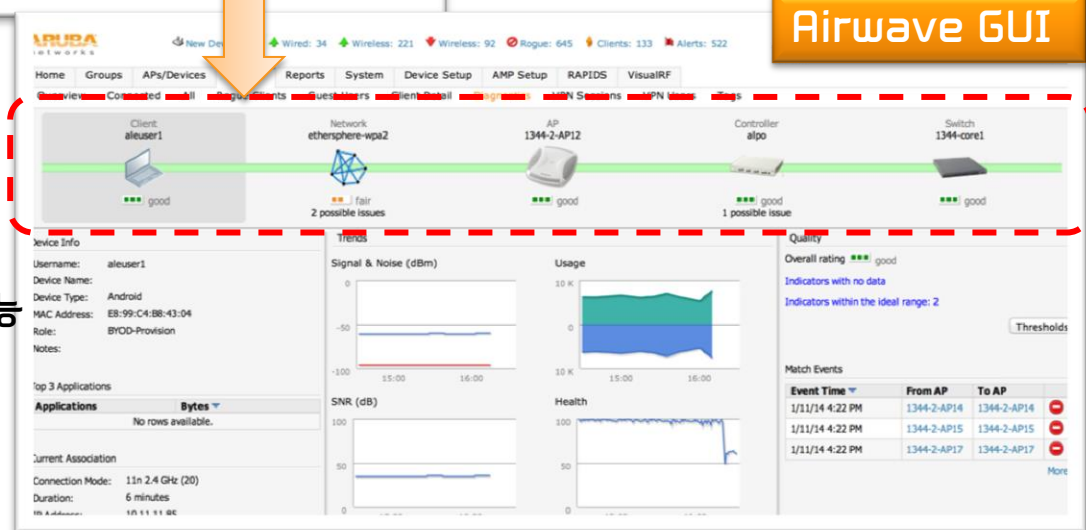 Airwave GUI
ARUBA
networks
Wired: 34 Wireless: 221 Wireless: 92 Rogue: 645 Clients: 133 Alerts: 522
Home Groups APs/Devices Reports System Device Setup AMP Setup RAPIDS VisualRF
Overview Connected All Rogue Clients Guest Users Client Detail Diagnostics VPN Sessions VPN Users Tags
Client Network AP Controller Switch
aleuser1 ethersphere-wpa2 1344-2-AP12 alpo 1344-core1
good fair good good good
2 possible issues 1 possible issue
Device Info
Username: aleuser1
Device Name:
Device Type: Android
MAC Address: E8:99:C4:B8:43:04
Role: BYOD-Provision
Notes:
Top 3 Applications
Applications Bytes
No rows available.
Current Association
Connection Mode: 11n 2.4 GHz (20)
Duration: 6 minutes
Trends
Signal & Noise (dBm)
0
-50
-100
15:00 16:00
Usage
10 K
0
10 K
15:00 16:00
SNR (dB)
100
50
0
Health
100
50
0
Quality
Overall rating good
Indicators with no data
Indicators within the ideal range: 2
Thresholds
Match Events
Event Time From AP To AP
1/11/14 4:22 PM 1344-2-AP14 1344-2-AP14
1/11/14 4:22 PM 1344-2-AP15 1344-2-AP15
1/11/14 4:22 PM 1344-2-AP17 1344-2-AP17
More